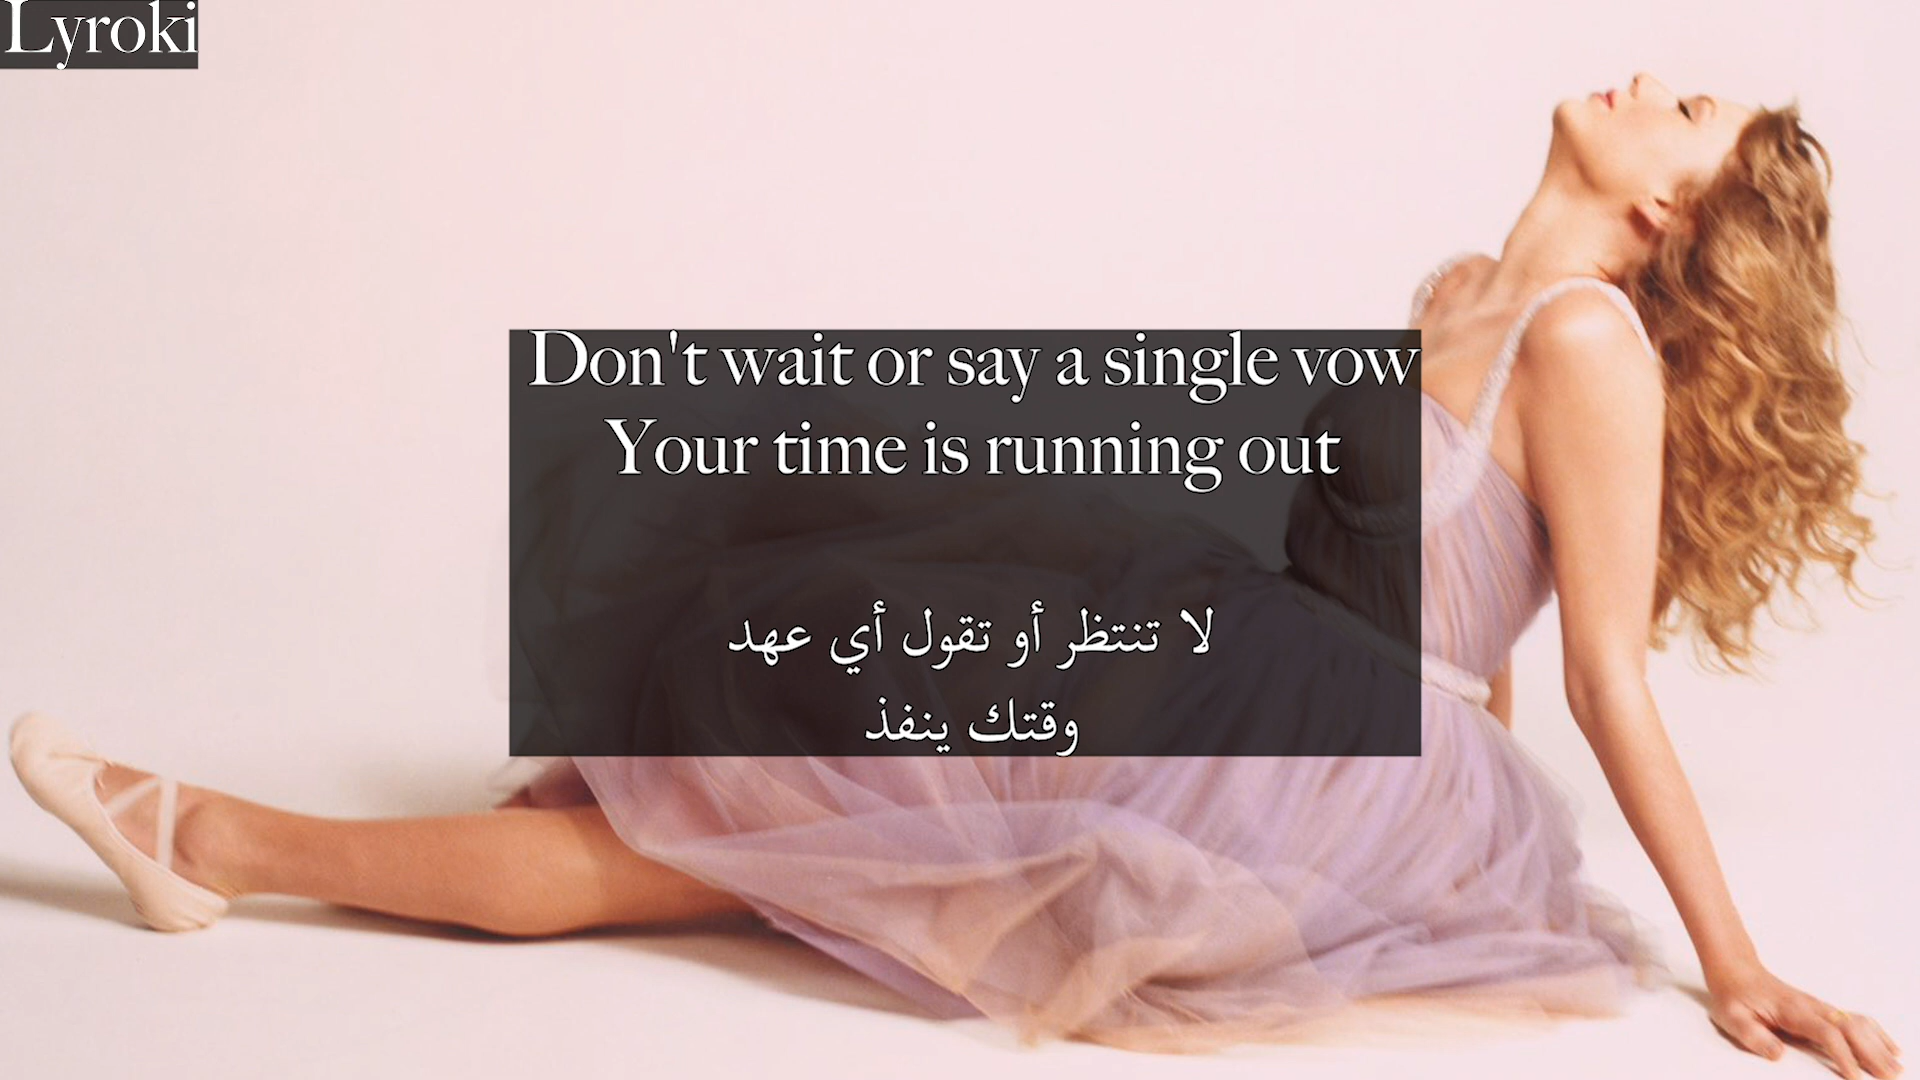 Lyroki
Don't wait or say a single vow
Your time is running out
لا تنتظر أو تقول أي عهد
وقتك ينفذ